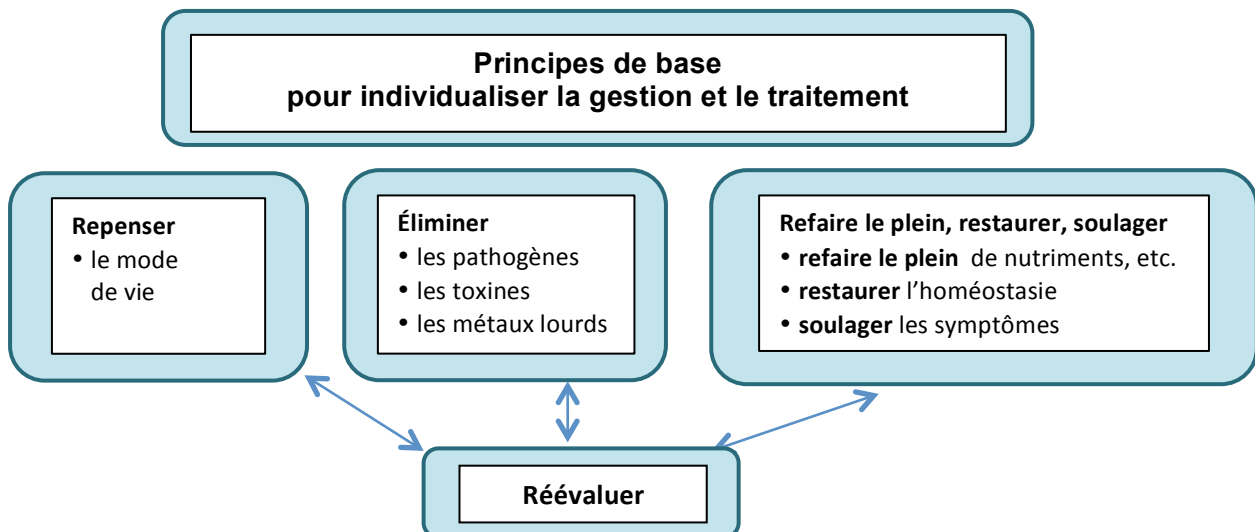 Principes de base
pour individualiser la gestion et le traitement
Repenser
• le mode
de vie
Éliminer
• les pathogènes
• les toxines
• les métaux lourds
Refaire le plein, restaurer, soulager
• refaire le plein de nutriments, etc.
• restaurer l'homéostasie
• soulager les symptômes
Réévaluer